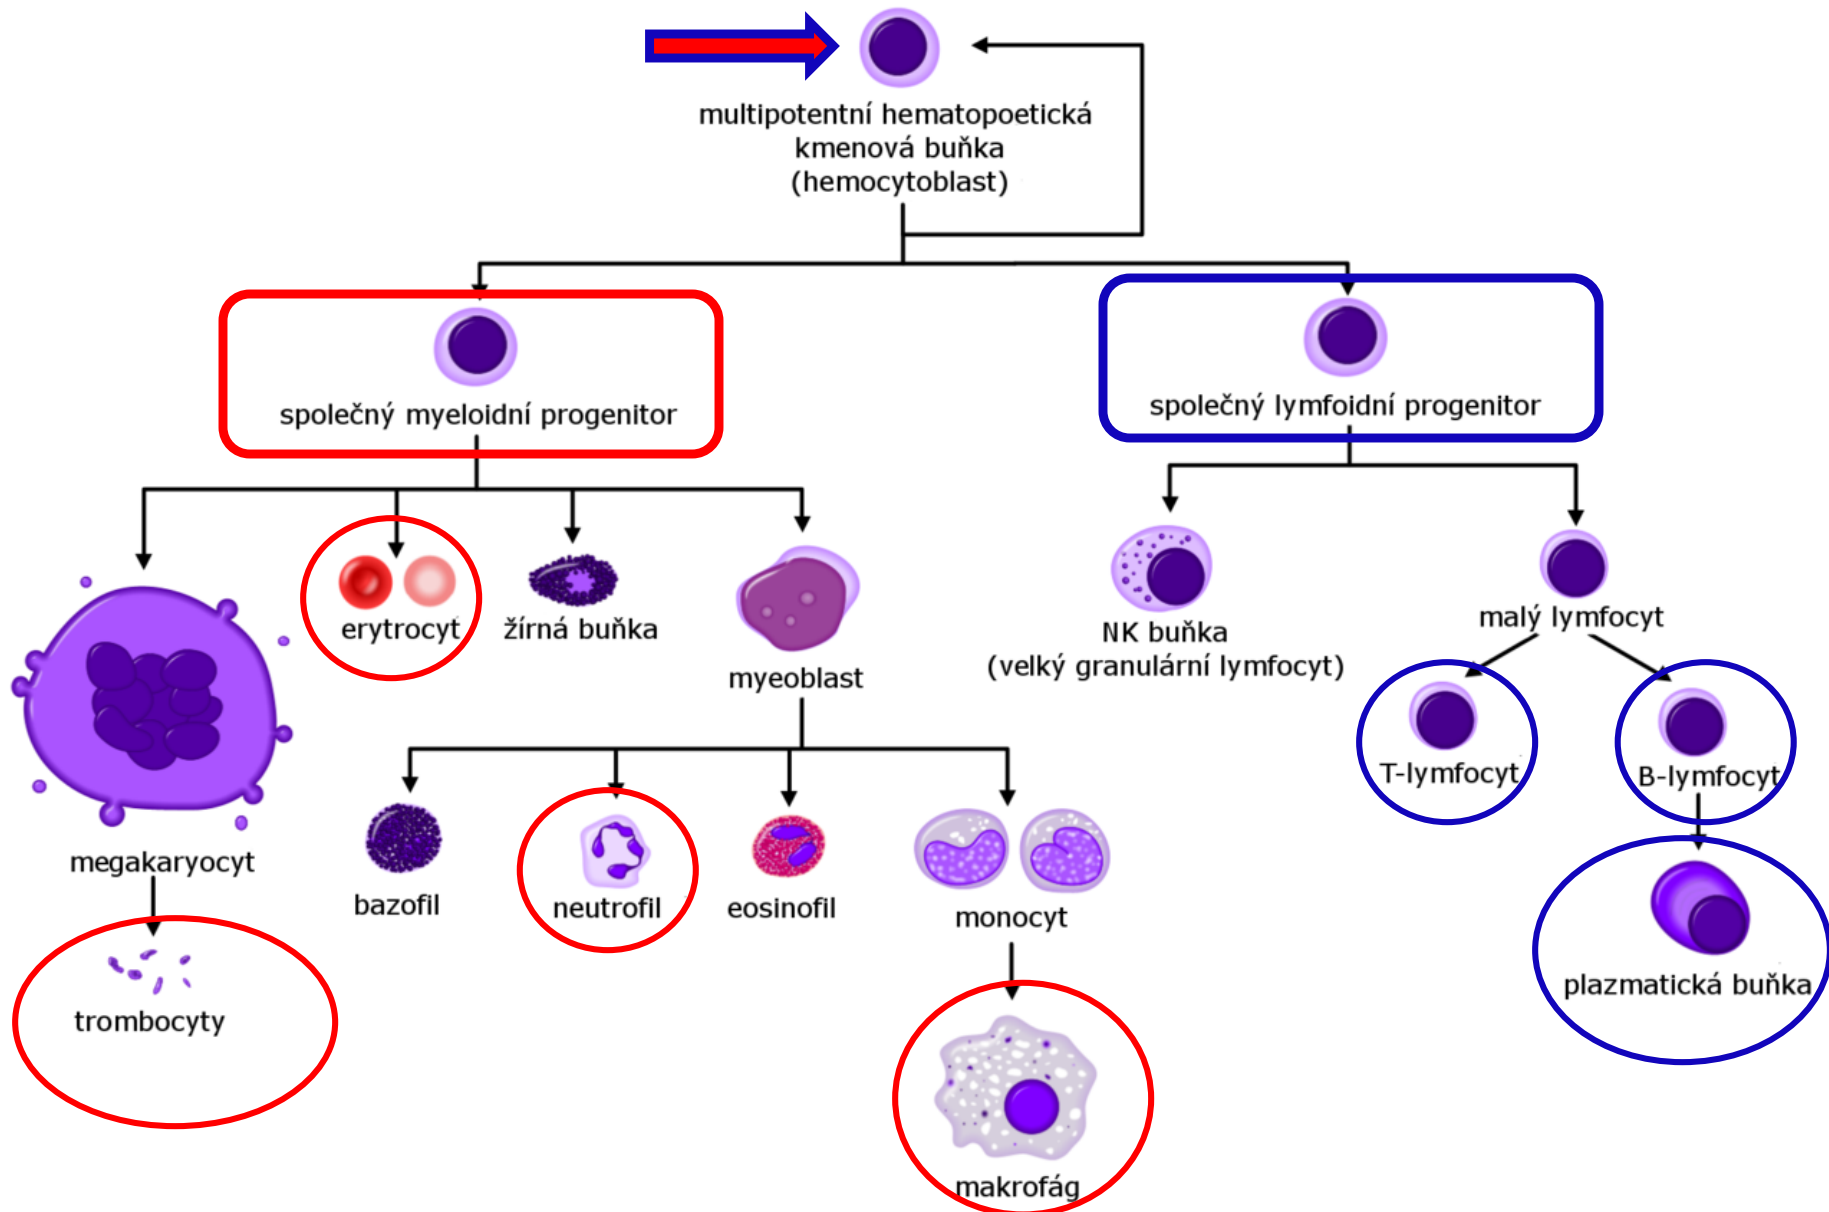 multipotentní hematopoetická
kmenová buňka
(hemocytoblast)
společný myeloidní progenitor
společný lymfoidní progenitor
erytrocyt
žírná buňka
myeoblast
NK buňka
(velký granulární lymfocyt)
malý lymfocyt
T-lymfocyt
B-lymfocyt
megakaryocyt
bazofil
neutrofil
eosinofil
monocyt
plazmatická buňka
trombocyty
makrofág